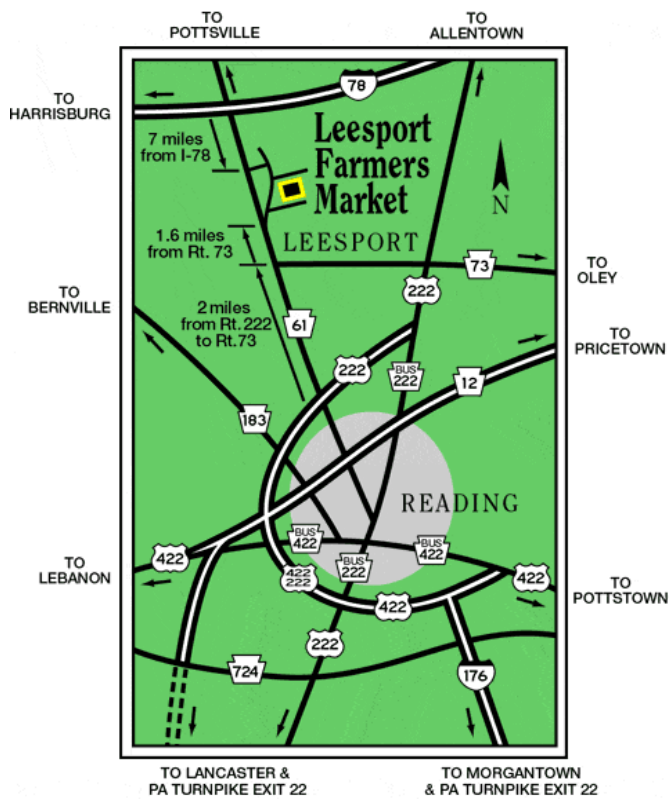 TO
POTTSVILLE
TO
ALLENTOWN
TO
HARRISBURG
78
7 miles
from I-78
Leesport
Farmers
Market
N
1.6 miles
from Rt. 73
LEESPORT
73
TO
OLEY
TO
BERNVILLE
222
2 miles
from Rt. 222
to Rt. 73
61
TO
PRICETOWN
222
BUS
222
12
183
READING
422
BUS
422
BUS
422
BUS
222
TO
LEBANON
422
222
422
422
TO
POTTSTOWN
222
724
176
TO LANCASTER &
PA TURNPIKE EXIT 22
TO MORGANTOWN
& PA TURNPIKE EXIT 22